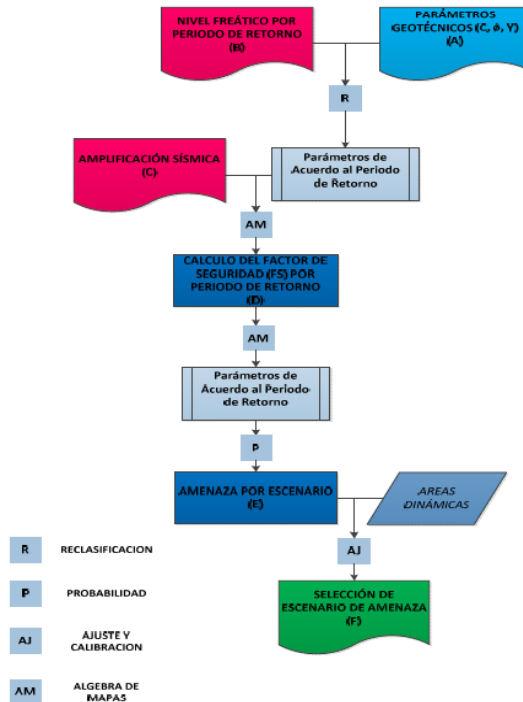 NIVEL FREÁTICO POR
PERIODO DE RETORNO
(B)
PARÁMETROS
GEOTÉCNICOS (C, ø, Y)
(A)
R
AMPLIFICACIÓN SÍSMICA
(C)
Parámetros de
Acuerdo al Periodo
de Retorno
AM
CALCULO DEL FACTOR DE
SEGURIDAD (FS) POR
PERIODO DE RETORNO
(D)
AM
Parámetros de
Acuerdo al Periodo
de Retorno
P
AMENAZA POR ESCENARIO
(E)
AREAS
DINÁMICAS
AJ
SELECCIÓN DE
ESCENARIO DE AMENAZA
(F)
R
RECLASIFICACION
P
PROBABILIDAD
AJ
AJUSTE Y
CALIBRACION
AM
ALGEBRA DE
MAPAS